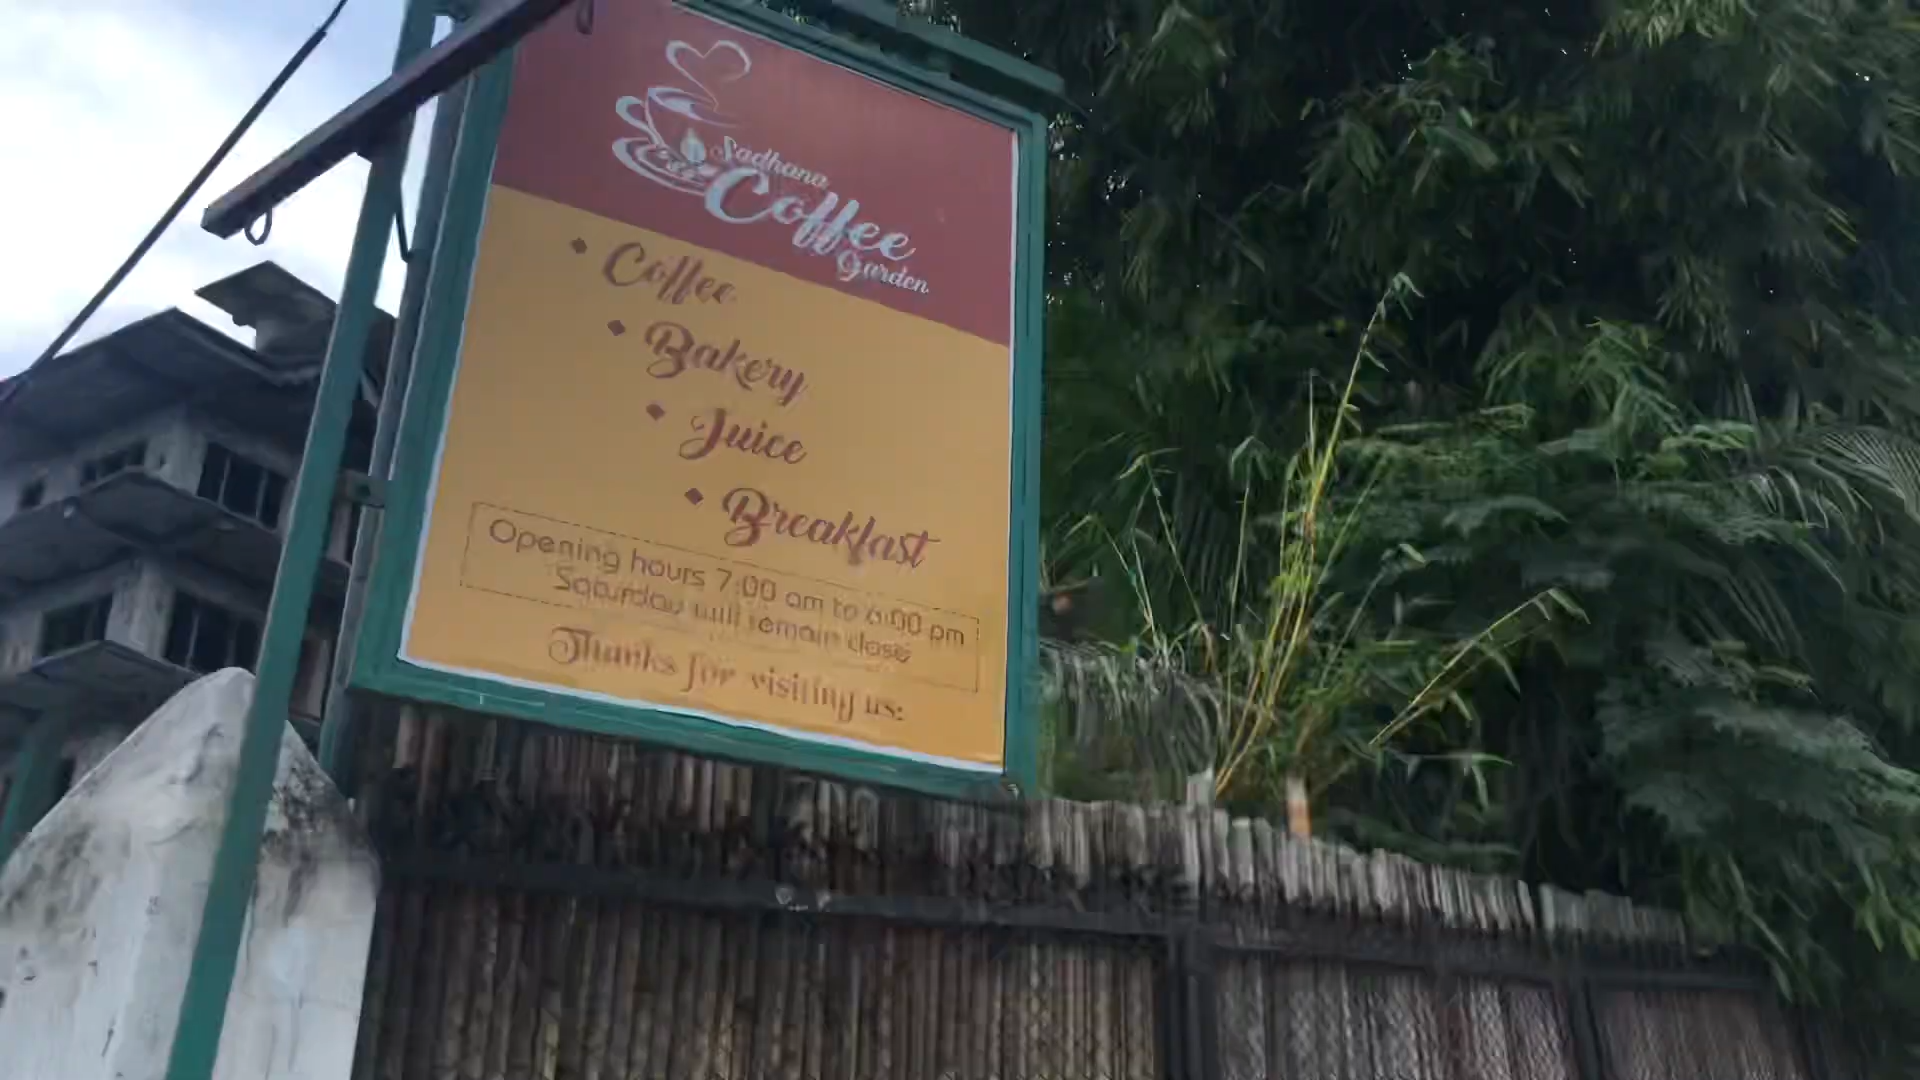 Sadhana
Coffee
Garden
Coffee
Bakery
Juice
Breakfast
Opening hours 7:00 am to 6:00 pm
Saturday will remain close
Thanks for visiting us: